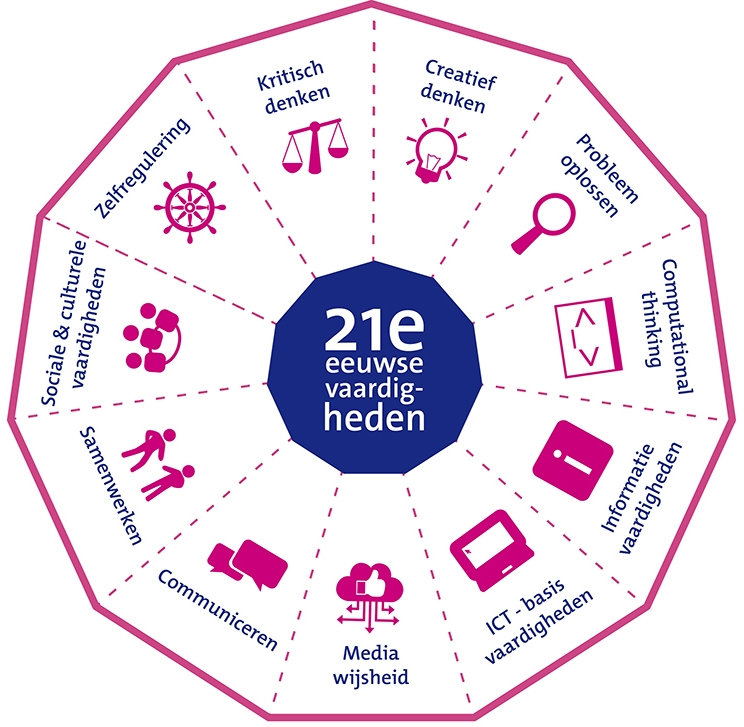 21e
eeuwse
vaardig-
heden
Kritisch
denken
Creatief
denken
Probleem
oplossen
Computational
thinking
Informatie
vaardigheden
ICT - basis
vaardigheden
Media
wijsheid
Communiceren
Samenwerken
Sociale & culturele
vaardigheden
Zelfregulering